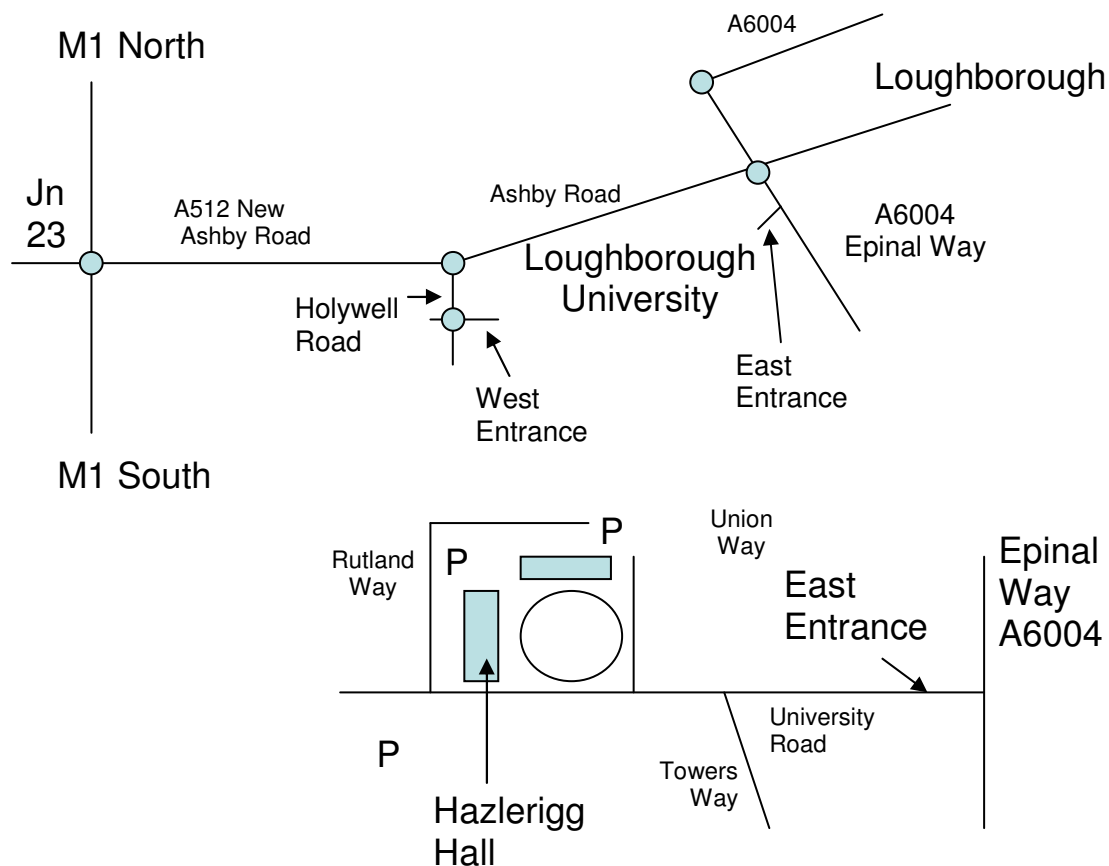 A6004
M1 North
Loughborough
Jn
23
A512 New
Ashby Road
Ashby Road
A6004
Epinal Way
Loughborough
University
Holywell
Road
West
Entrance
East
Entrance
M1 South
Rutland
Way
P
P
Union
Way
East
Entrance
Epinal
Way
A6004
University
Road
P
Towers
Way
Hazlerigg
Hall